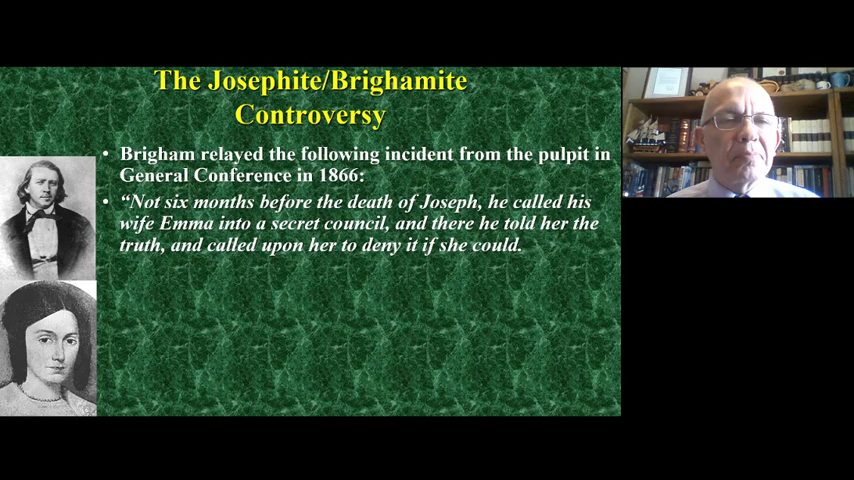 The Josephite/Brighamite
Controversy
• Brigham relayed the following incident from the pulpit in
General Conference in 1866:
• “Not six months before the death of Joseph, he called his
wife Emma into a secret council, and there he told her the
truth, and called upon her to deny it if she could.